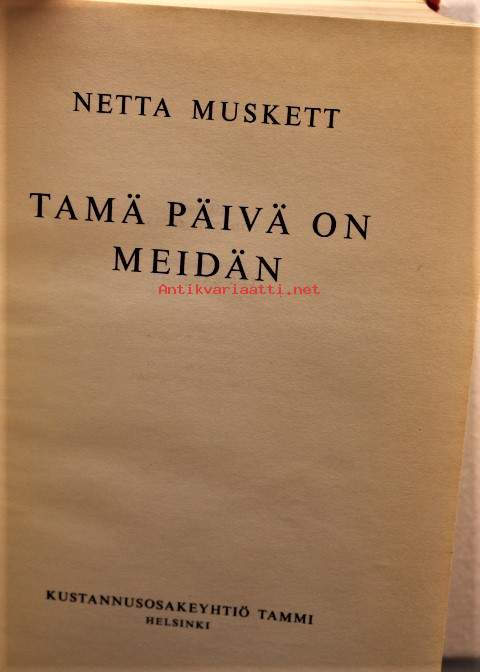 NETTA MUSKETT
TAMÄ PÄIVÄ ON
MEIDÄN
Antikvariaatti.net
KUSTANNUSOSAKEYHTIÖ TAMMI
HELSINKI